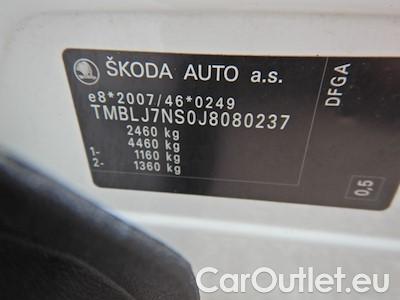 ŠKODA AUTO a.s.
e8*2007/46*0249
TMBLJ7NS0J8080237
2460 kg
4460 kg
1- 1160 kg
2- 1360 kg
DFGA
0,5
CarOutlet.eu